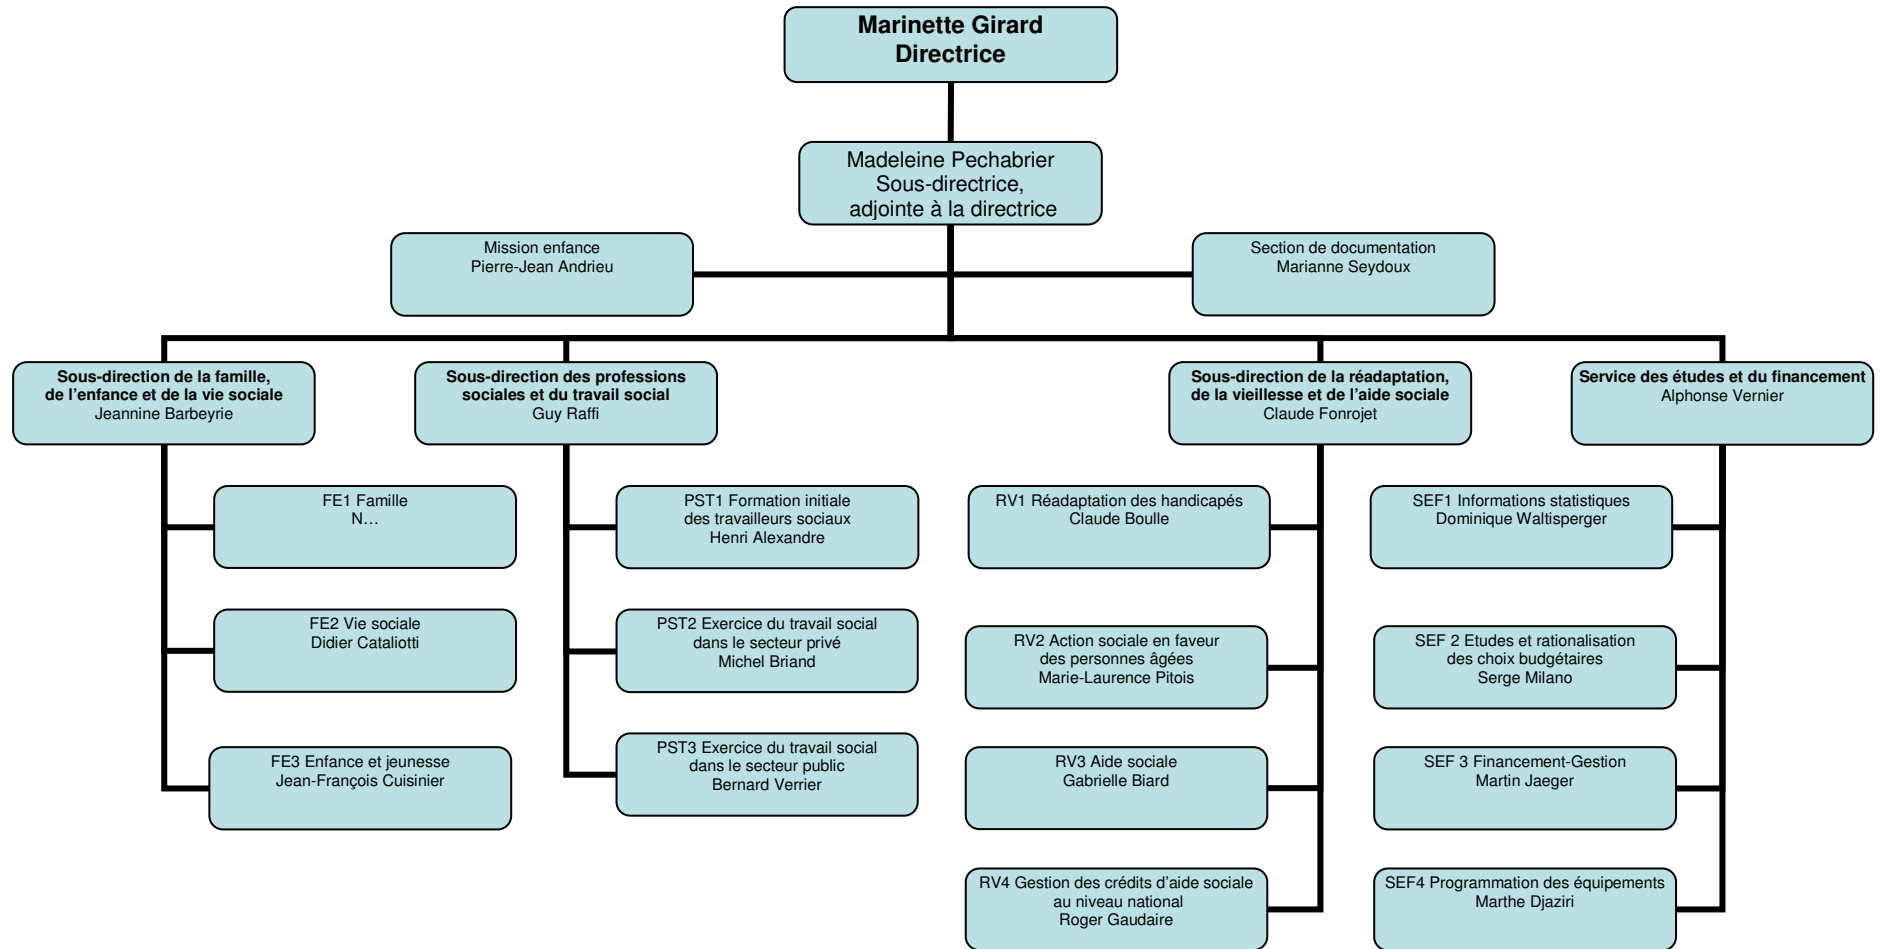 Marinette Girard
Directrice
Madeleine Pechabrier
Sous-directrice,
adjointe à la directrice
Mission enfance
Pierre-Jean Andrieu
Section de documentation
Marianne Seydoux
Sous-direction de la famille,
de l'enfance et de la vie sociale
Jeannine Barbeyrie
Sous-direction des professions
sociales et du travail social
Guy Raffi
Sous-direction de la réadaptation,
de la vieillesse et de l'aide sociale
Claude Fonrojet
Service des études et du financement
Alphonse Vernier
FE1 Famille
N…
FE2 Vie sociale
Didier Cataliotti
FE3 Enfance et jeunesse
Jean-François Cuisinier
PST1 Formation initiale
des travailleurs sociaux
Henri Alexandre
PST2 Exercice du travail social
dans le secteur privé
Michel Briand
PST3 Exercice du travail social
dans le secteur public
Bernard Verrier
RV1 Réadaptation des handicapés
Claude Boulle
RV2 Action sociale en faveur
des personnes âgées
Marie-Laurence Pitois
RV3 Aide sociale
Gabrielle Biard
RV4 Gestion des crédits d'aide sociale
au niveau national
Roger Gaudaire
SEF1 Informations statistiques
Dominique Waltisperger
SEF 2 Etudes et rationalisation
des choix budgétaires
Serge Milano
SEF 3 Financement-Gestion
Martin Jaeger
SEF4 Programmation des équipements
Marthe Djaziri